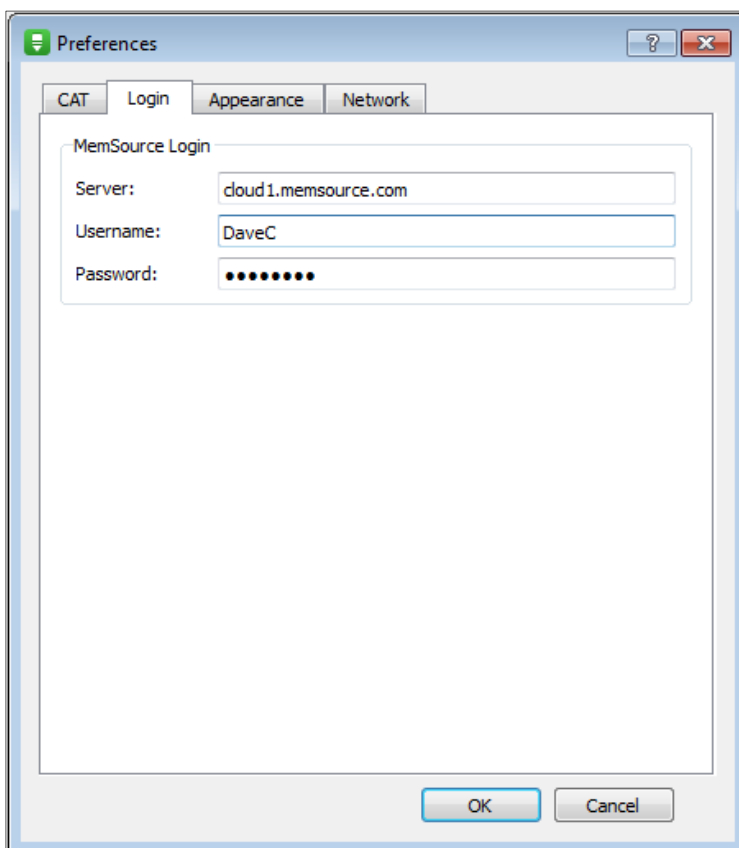 Preferences
CAT Login Appearance Network
MemSource Login
Server: cloud1.memsource.com
Username: DaveC
Password: ●●●●●●●●
OK Cancel